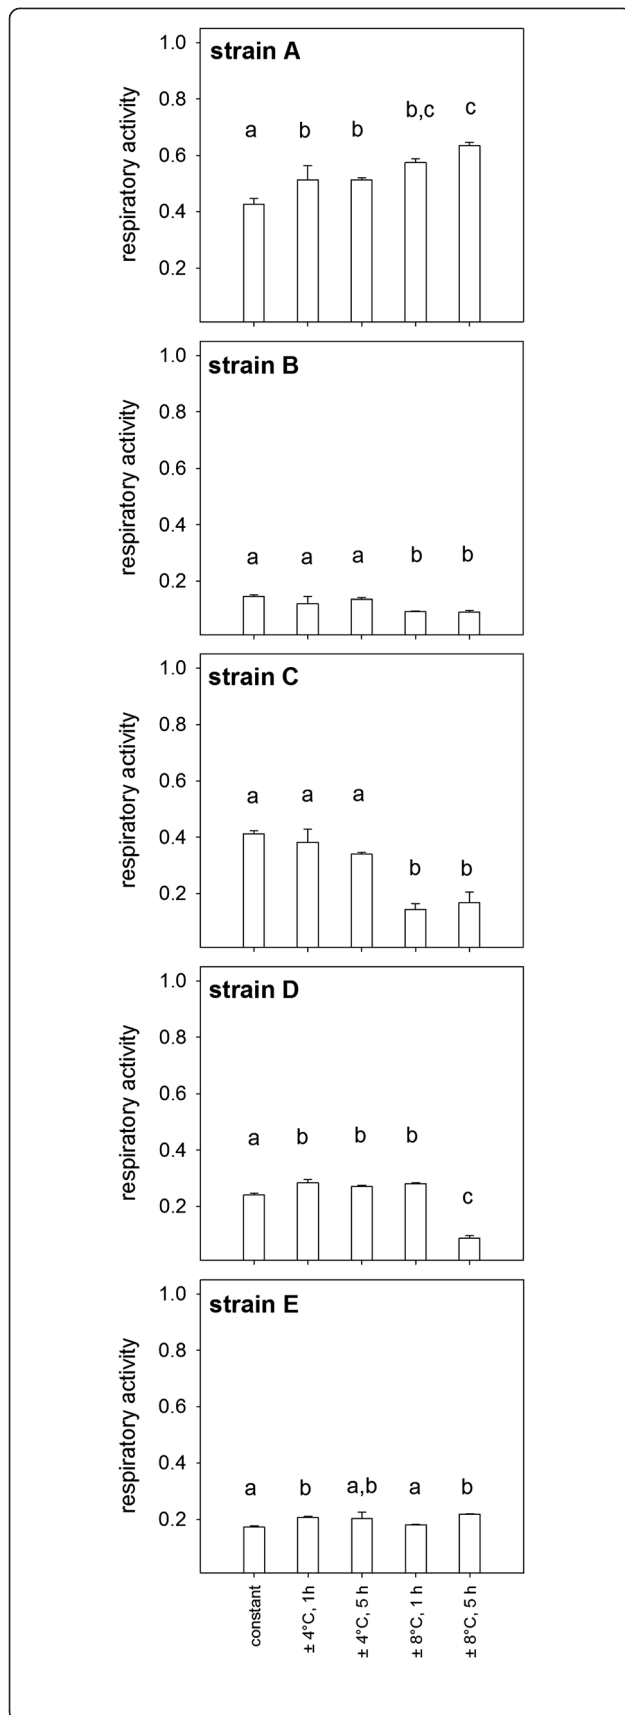 strain A
respiratory activity
1.0
0.8
0.6
0.4
0.2
a b b b,c c
strain B
respiratory activity
1.0
0.8
0.6
0.4
0.2
a a a b b
strain C
respiratory activity
1.0
0.8
0.6
0.4
0.2
a a a b b
strain D
respiratory activity
1.0
0.8
0.6
0.4
0.2
a b b b c
strain E
respiratory activity
1.0
0.8
0.6
0.4
0.2
a b a,b a b
constant
± 4°C, 1h
± 4°C, 5 h
± 8°C, 1 h
± 8°C, 5 h